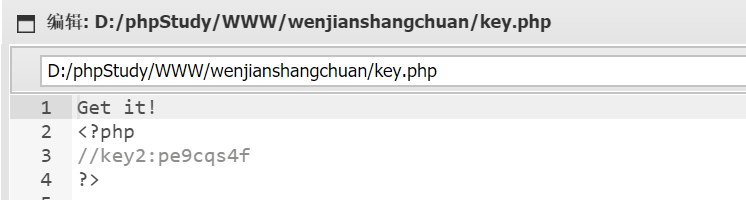 编辑: D:/phpStudy/WWW/wenjianshangchuan/key.php
D:/phpStudy/WWW/wenjianshangchuan/key.php
1 Get it!
2 <?php
3 //key2:pe9cqs4f
4 ?>